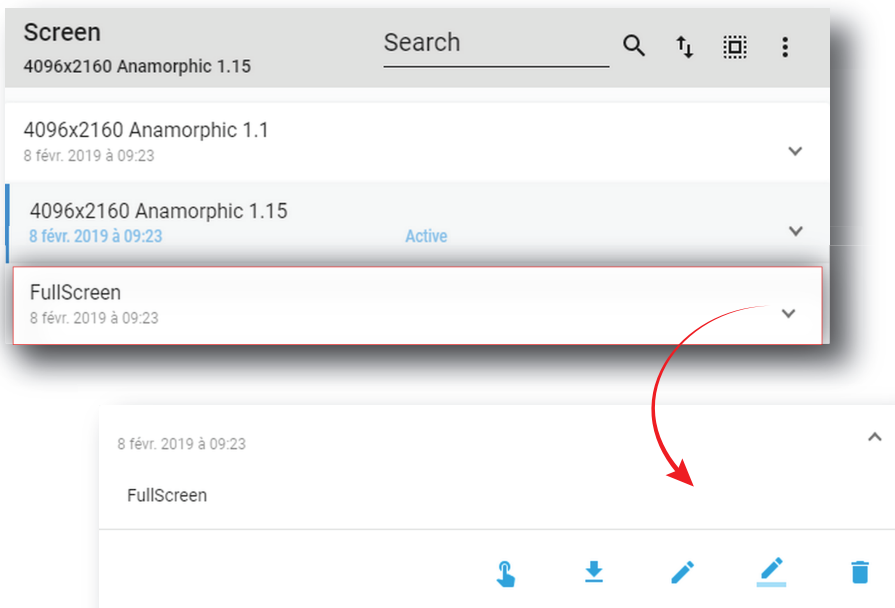 Screen
Search
4096x2160 Anamorphic 1.15
4096x2160 Anamorphic 1.1
8 févr. 2019 à 09:23
4096x2160 Anamorphic 1.15
8 févr. 2019 à 09:23 Active
FullScreen
8 févr. 2019 à 09:23
8 févr. 2019 à 09:23
FullScreen